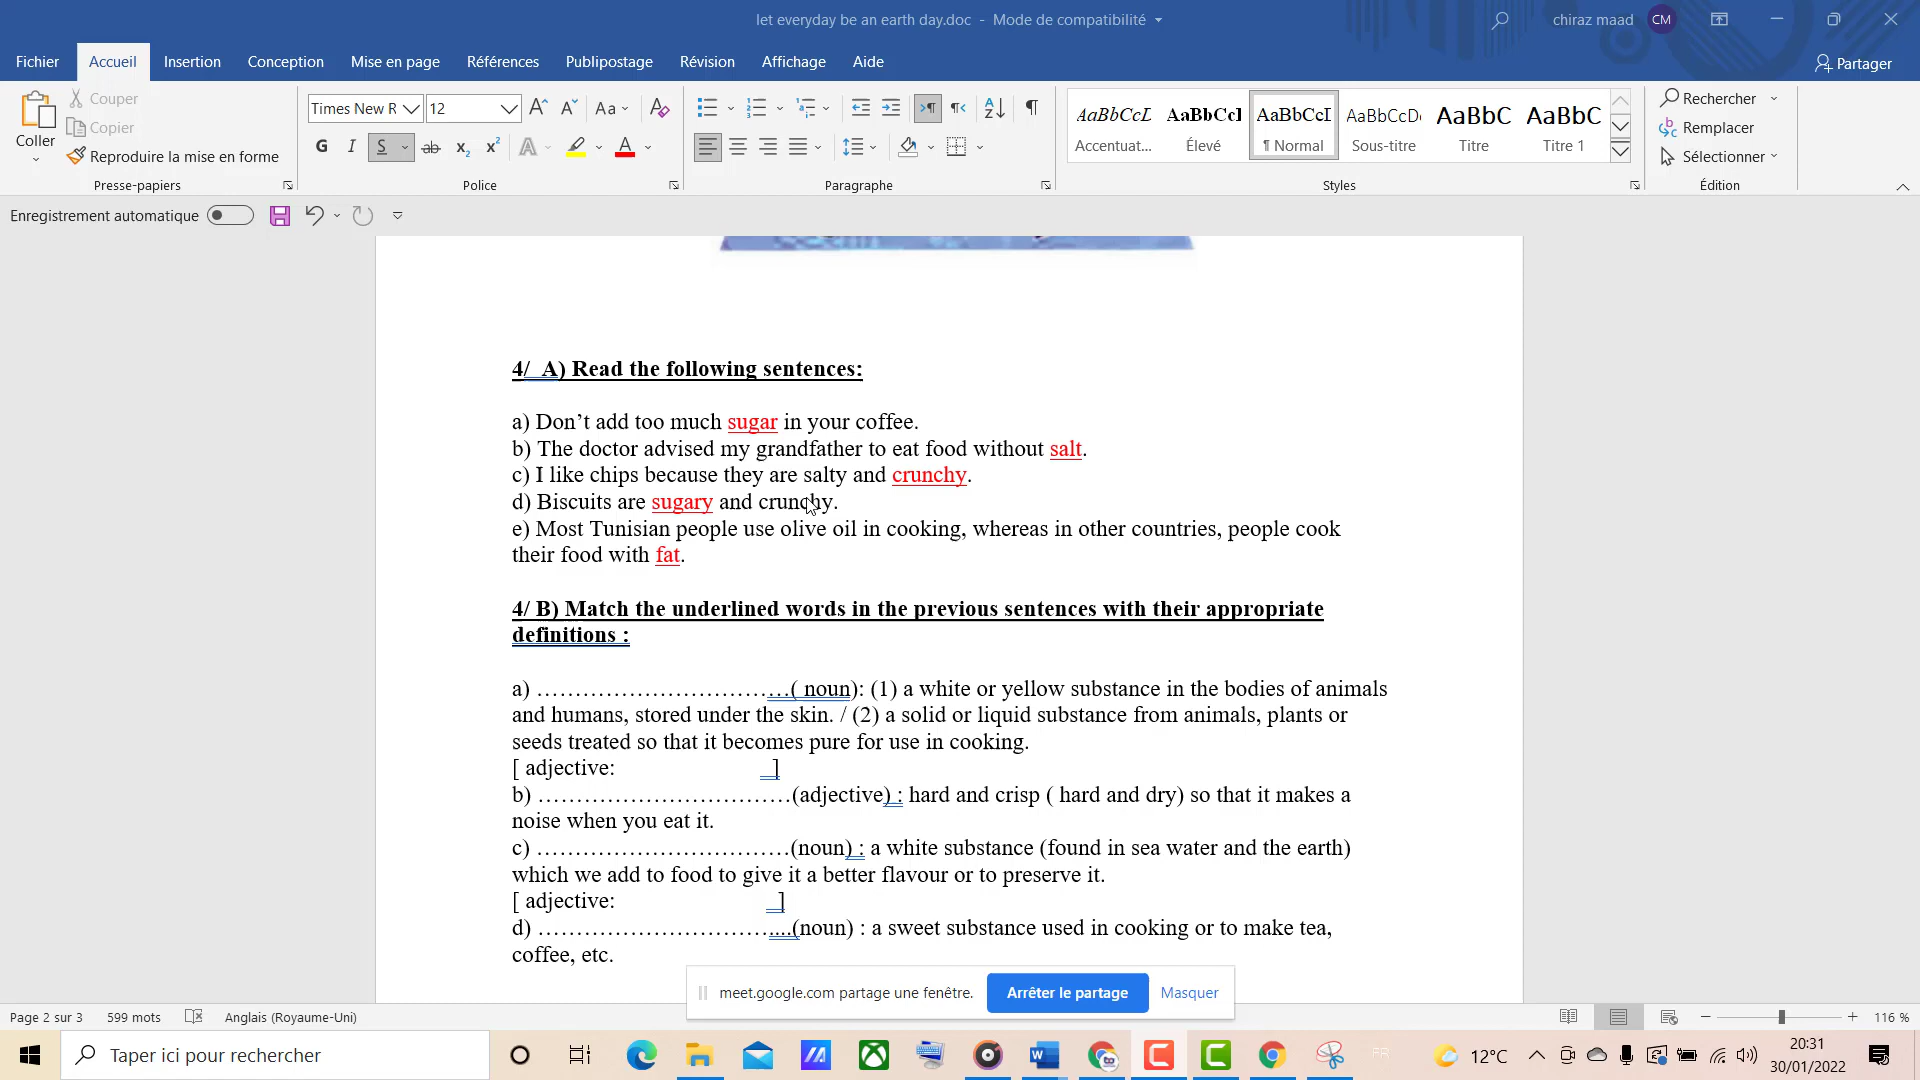 let everyday be an earth day.doc - Mode de compatibilité
chiraz maad CM
Fichier Accueil Insertion Conception Mise en page Références Publipostage Révision Affichage Aide Partager
Coller
Couper
Copier
Reproduire la mise en forme
Presse-papiers
Times New R 12
Police
Paragraphe
AaBbCcL AaBbCcI AaBbCcI AaBbCcDc AaBbC AaBbC
Accentuat... Élevé ¶ Normal Sous-titre Titre Titre 1
Styles
Rechercher
Remplacer
Sélectionner
Édition
Enregistrement automatique
4/ A) Read the following sentences:
a) Don’t add too much sugar in your coffee.
b) The doctor advised my grandfather to eat food without salt.
c) I like chips because they are salty and crunchy.
d) Biscuits are sugary and crunchy.
e) Most Tunisian people use olive oil in cooking, whereas in other countries, people cook
their food with fat.
4/ B) Match the underlined words in the previous sentences with their appropriate
definitions :
a) ……………………………( noun): (1) a white or yellow substance in the bodies of animals
and humans, stored under the skin. / (2) a solid or liquid substance from animals, plants or
seeds treated so that it becomes pure for use in cooking.
[ adjective: ]
b) ……………………………(adjective) : hard and crisp ( hard and dry) so that it makes a
noise when you eat it.
c) ……………………………(noun) : a white substance (found in sea water and the earth)
which we add to food to give it a better flavour or to preserve it.
[ adjective: ]
d) …………………………....(noun) : a sweet substance used in cooking or to make tea,
coffee, etc.
meet.google.com partage une fenêtre. Arrêter le partage Masquer
Page 2 sur 3 599 mots Anglais (Royaume-Uni) 116 %
Taper ici pour rechercher
FR
12°C
20:31
30/01/2022